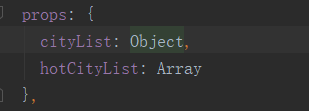 props: {
cityList: Object,
hotCityList: Array
},